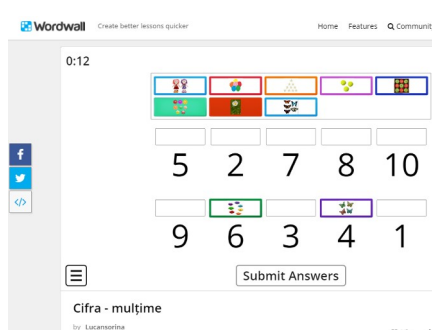 Wordwall Create better lessons quicker Home Features Communit
0:12
5 2 7 8 10
9 6 3 4 1
Submit Answers
Cifra - mulțime
by Lucansorina